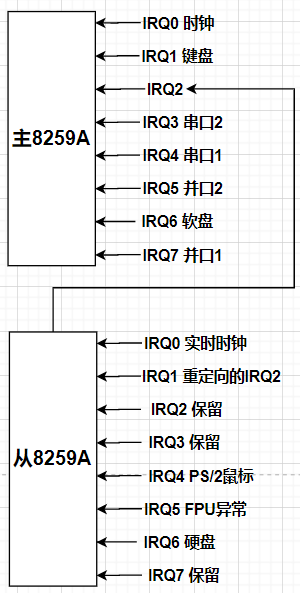 主8259A
IRQ0 时钟
IRQ1 键盘
IRQ2
IRQ3 串口2
IRQ4 串口1
IRQ5 并口2
IRQ6 软盘
IRQ7 并口1
从8259A
IRQ0 实时时钟
IRQ1 重定向的IRQ2
IRQ2 保留
IRQ3 保留
IRQ4 PS/2鼠标
IRQ5 FPU异常
IRQ6 硬盘
IRQ7 保留